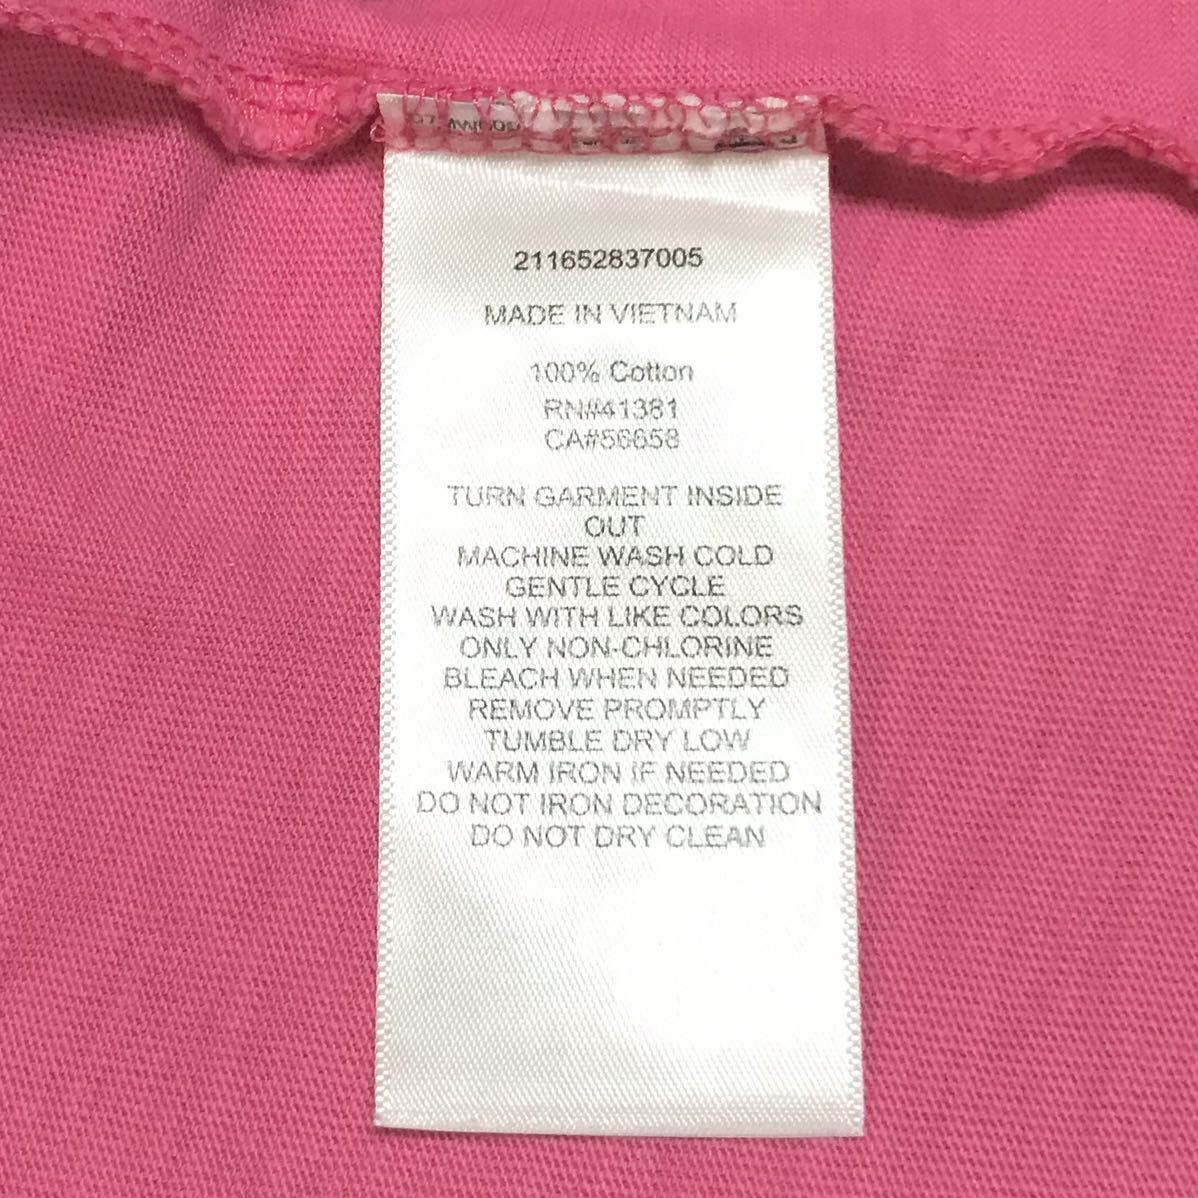 211652837005
MADE IN VIETNAM
100% Cotton
RN#41381
CA#56658
TURN GARMENT INSIDE
OUT
MACHINE WASH COLD
GENTLE CYCLE
WASH WITH LIKE COLORS
ONLY NON-CHLORINE
BLEACH WHEN NEEDED
REMOVE PROMPTLY
TUMBLE DRY LOW
WARM IRON IF NEEDED
DO NOT IRON DECORATION
DO NOT DRY CLEAN